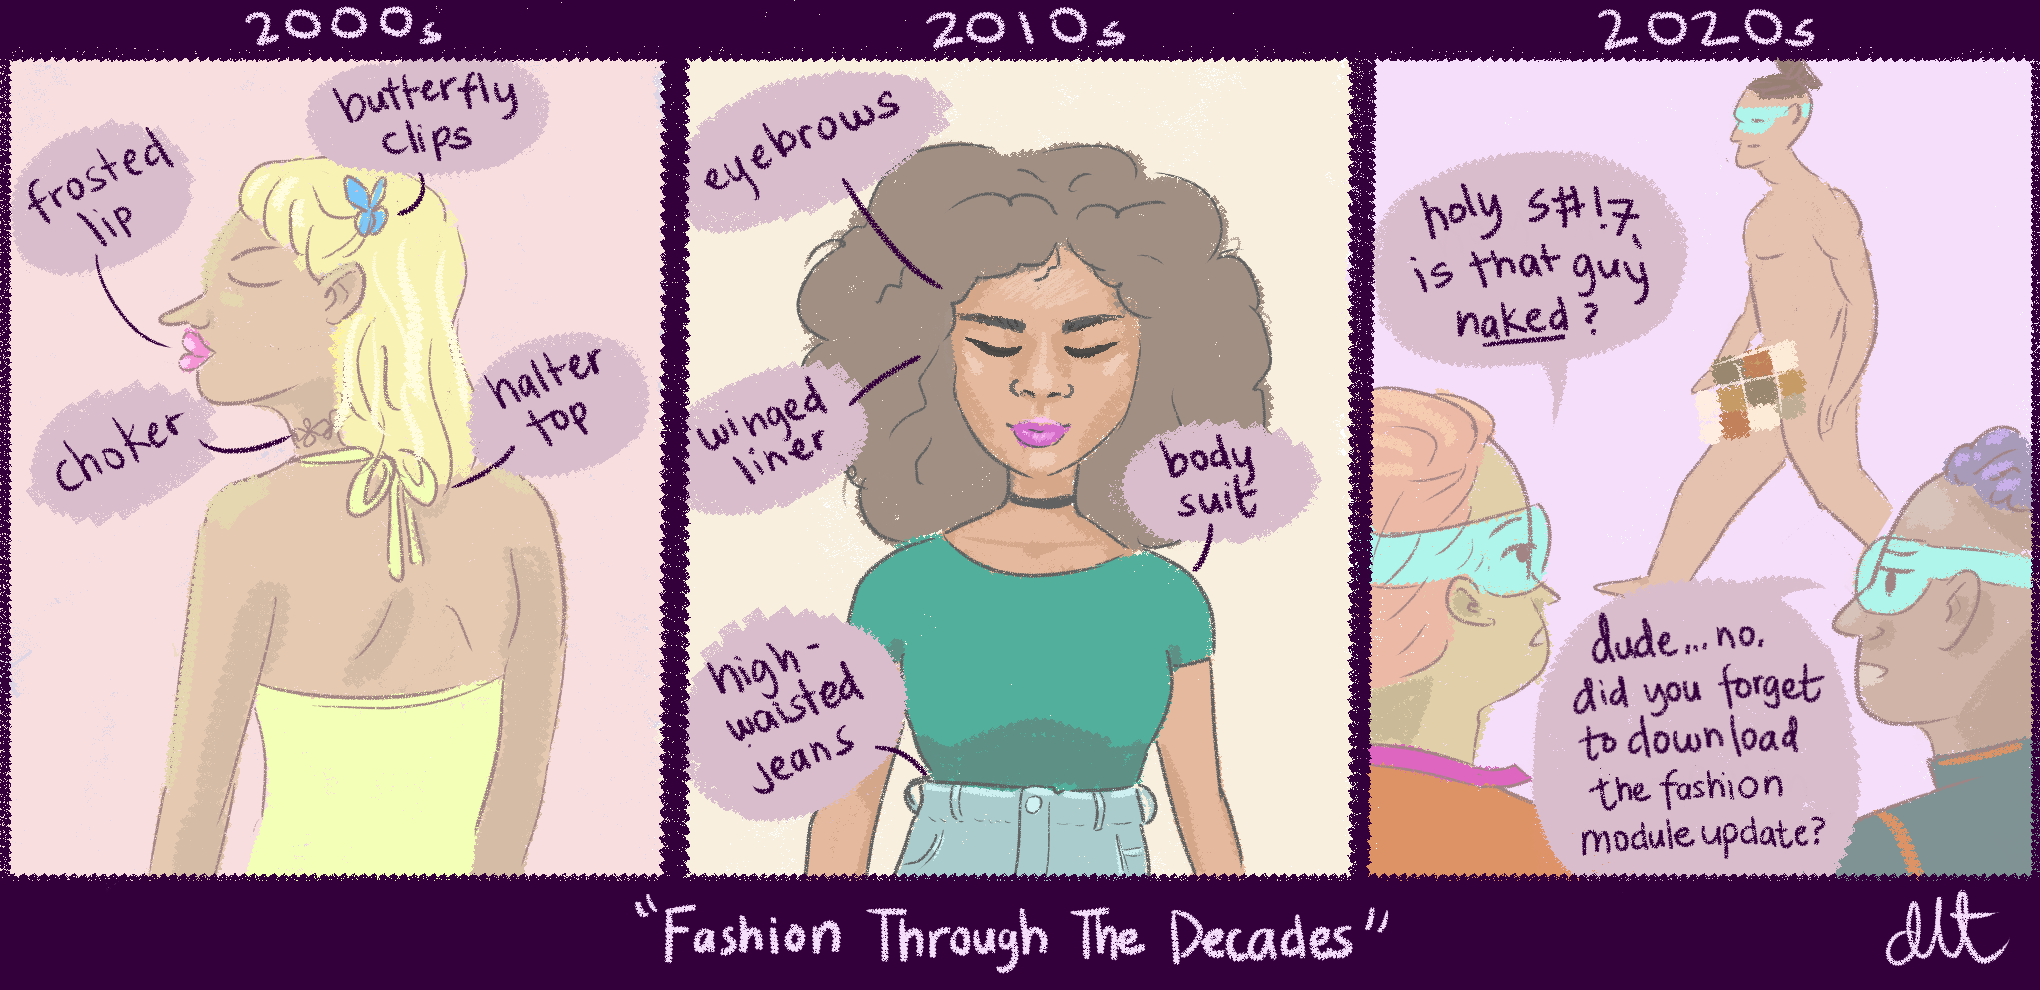 2000s
butterfly
clips
frosted
lip
choker
halter
top
2010s
eyebrows
winged
liner
body
suit
high-
waisted
jeans
2020s
holy s#!7,
is that guy
naked?
dude...no.
did you forget
to download
the fashion
module update?
"Fashion Through The Decades"
dlt